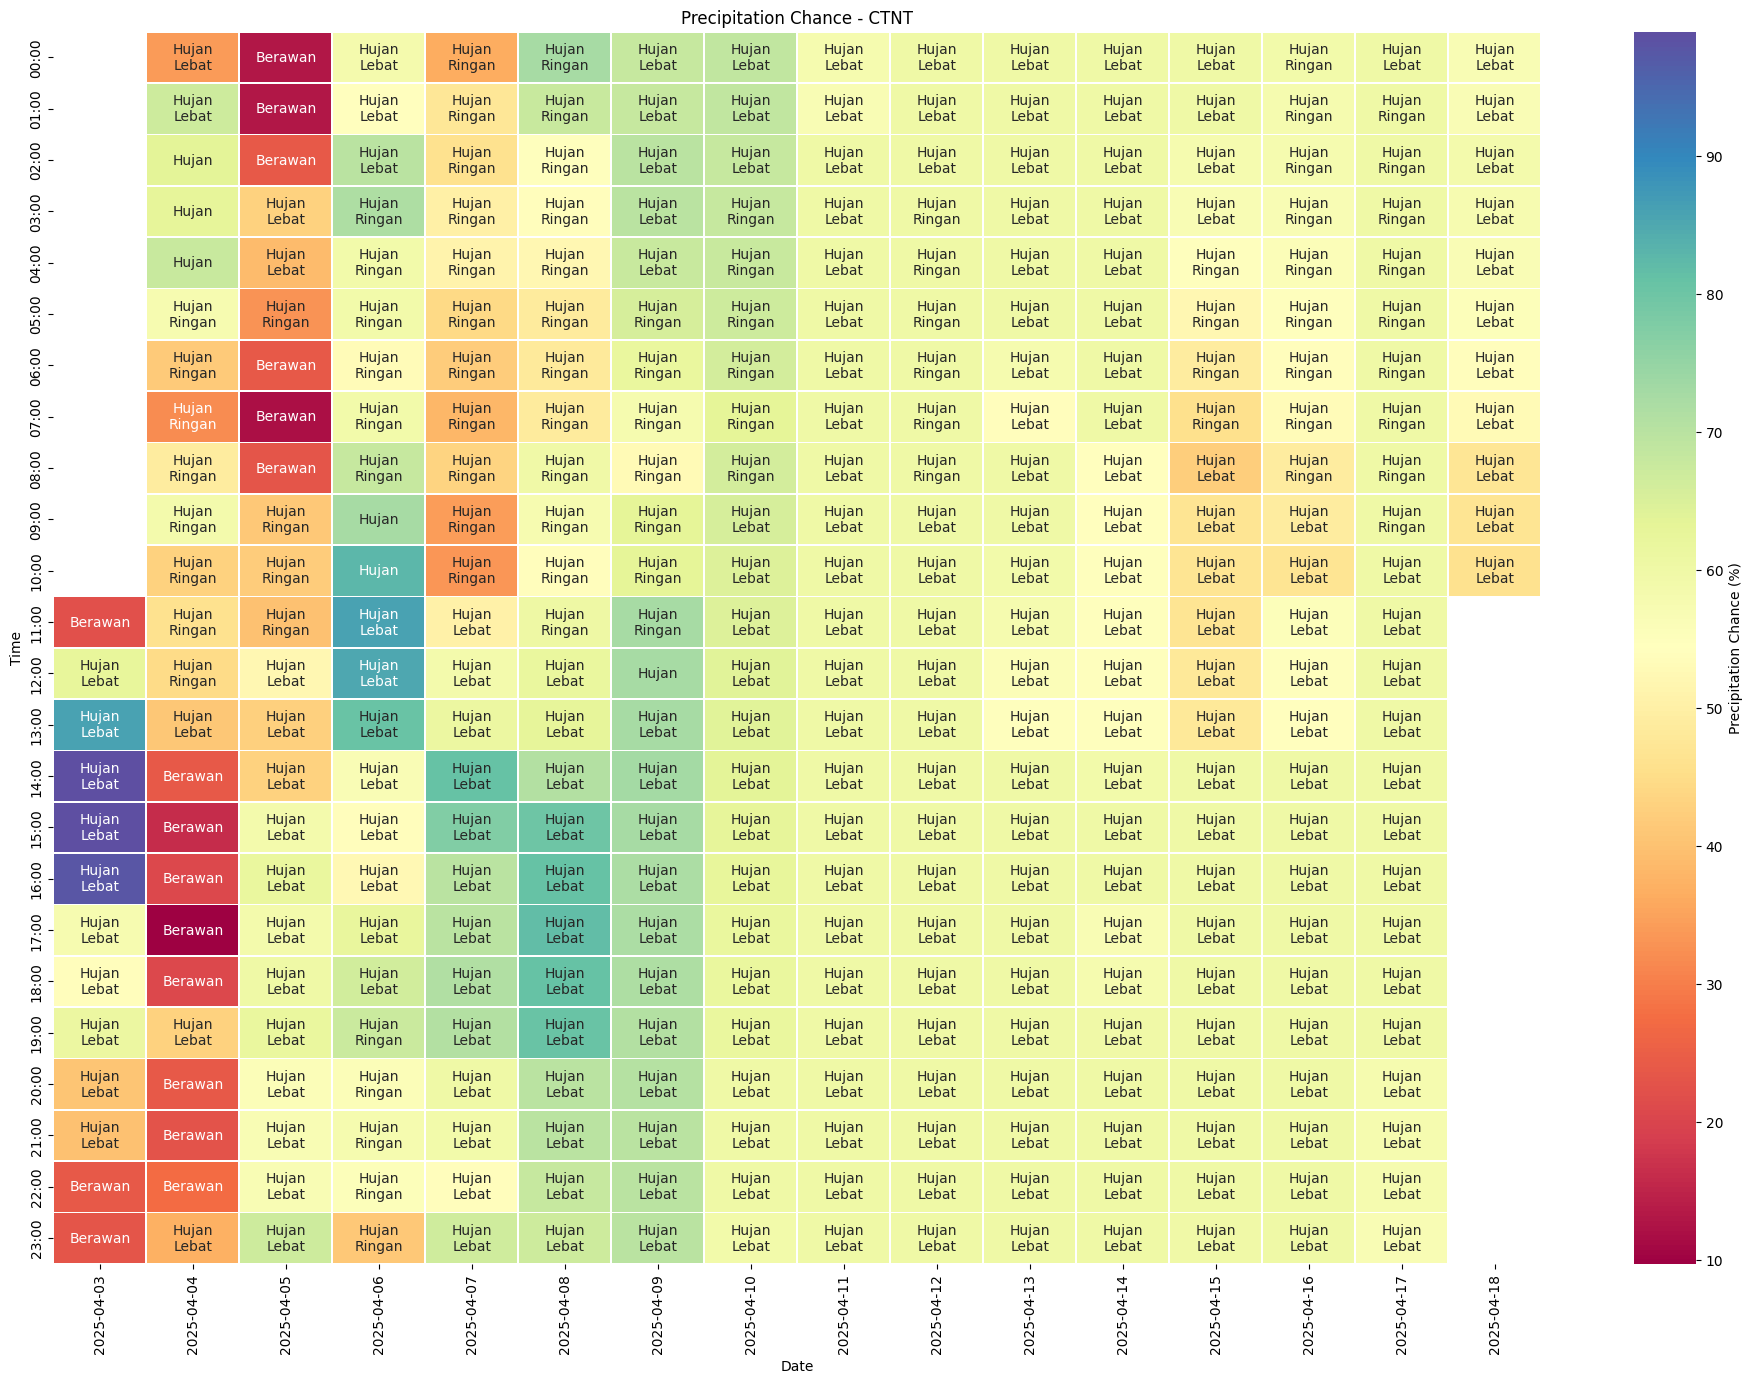 Precipitation Chance - CTNT
00:00 Hujan Lebat Berawan Hujan Lebat Hujan Ringan Hujan Ringan Hujan Lebat Hujan Lebat Hujan Lebat Hujan Lebat Hujan Lebat Hujan Lebat Hujan Lebat Hujan Ringan Hujan Lebat Hujan Lebat
01:00 Hujan Lebat Berawan Hujan Lebat Hujan Ringan Hujan Ringan Hujan Lebat Hujan Lebat Hujan Lebat Hujan Lebat Hujan Lebat Hujan Lebat Hujan Lebat Hujan Ringan Hujan Ringan Hujan Lebat
02:00 Hujan Berawan Hujan Lebat Hujan Ringan Hujan Ringan Hujan Lebat Hujan Lebat Hujan Lebat Hujan Lebat Hujan Lebat Hujan Lebat Hujan Lebat Hujan Ringan Hujan Ringan Hujan Lebat
03:00 Hujan Hujan Lebat Hujan Ringan Hujan Ringan Hujan Ringan Hujan Lebat Hujan Ringan Hujan Lebat Hujan Ringan Hujan Lebat Hujan Lebat Hujan Lebat Hujan Ringan Hujan Ringan Hujan Lebat
04:00 Hujan Hujan Lebat Hujan Ringan Hujan Ringan Hujan Ringan Hujan Lebat Hujan Ringan Hujan Lebat Hujan Ringan Hujan Lebat Hujan Lebat Hujan Ringan Hujan Ringan Hujan Ringan Hujan Lebat
05:00 Hujan Ringan Hujan Ringan Hujan Ringan Hujan Ringan Hujan Ringan Hujan Ringan Hujan Ringan Hujan Lebat Hujan Ringan Hujan Lebat Hujan Lebat Hujan Ringan Hujan Ringan Hujan Ringan Hujan Lebat
06:00 Hujan Ringan Berawan Hujan Ringan Hujan Ringan Hujan Ringan Hujan Ringan Hujan Ringan Hujan Lebat Hujan Ringan Hujan Lebat Hujan Lebat Hujan Ringan Hujan Ringan Hujan Ringan Hujan Lebat
07:00 Hujan Ringan Berawan Hujan Ringan Hujan Ringan Hujan Ringan Hujan Ringan Hujan Ringan Hujan Lebat Hujan Ringan Hujan Lebat Hujan Lebat Hujan Ringan Hujan Ringan Hujan Ringan Hujan Lebat
08:00 Hujan Ringan Berawan Hujan Ringan Hujan Ringan Hujan Ringan Hujan Ringan Hujan Ringan Hujan Lebat Hujan Ringan Hujan Lebat Hujan Lebat Hujan Lebat Hujan Ringan Hujan Ringan Hujan Lebat
09:00 Hujan Ringan Hujan Ringan Hujan Hujan Ringan Hujan Ringan Hujan Ringan Hujan Lebat Hujan Lebat Hujan Lebat Hujan Lebat Hujan Lebat Hujan Lebat Hujan Lebat Hujan Ringan Hujan Lebat
10:00 Hujan Ringan Hujan Ringan Hujan Hujan Ringan Hujan Ringan Hujan Ringan Hujan Lebat Hujan Lebat Hujan Lebat Hujan Lebat Hujan Lebat Hujan Lebat Hujan Lebat Hujan Lebat Hujan Lebat
11:00 Berawan Hujan Ringan Hujan Ringan Hujan Lebat Hujan Lebat Hujan Ringan Hujan Ringan Hujan Lebat Hujan Lebat Hujan Lebat Hujan Lebat Hujan Lebat Hujan Lebat Hujan Lebat Hujan Lebat
12:00 Hujan Lebat Hujan Ringan Hujan Lebat Hujan Lebat Hujan Lebat Hujan Lebat Hujan Hujan Lebat Hujan Lebat Hujan Lebat Hujan Lebat Hujan Lebat Hujan Lebat Hujan Lebat Hujan Lebat
13:00 Hujan Lebat Hujan Lebat Hujan Lebat Hujan Lebat Hujan Lebat Hujan Lebat Hujan Lebat Hujan Lebat Hujan Lebat Hujan Lebat Hujan Lebat Hujan Lebat Hujan Lebat Hujan Lebat Hujan Lebat
14:00 Hujan Lebat Berawan Hujan Lebat Hujan Lebat Hujan Lebat Hujan Lebat Hujan Lebat Hujan Lebat Hujan Lebat Hujan Lebat Hujan Lebat Hujan Lebat Hujan Lebat Hujan Lebat Hujan Lebat
15:00 Hujan Lebat Berawan Hujan Lebat Hujan Lebat Hujan Lebat Hujan Lebat Hujan Lebat Hujan Lebat Hujan Lebat Hujan Lebat Hujan Lebat Hujan Lebat Hujan Lebat Hujan Lebat Hujan Lebat
16:00 Hujan Lebat Berawan Hujan Lebat Hujan Lebat Hujan Lebat Hujan Lebat Hujan Lebat Hujan Lebat Hujan Lebat Hujan Lebat Hujan Lebat Hujan Lebat Hujan Lebat Hujan Lebat Hujan Lebat
17:00 Hujan Lebat Berawan Hujan Lebat Hujan Lebat Hujan Lebat Hujan Lebat Hujan Lebat Hujan Lebat Hujan Lebat Hujan Lebat Hujan Lebat Hujan Lebat Hujan Lebat Hujan Lebat Hujan Lebat
18:00 Hujan Lebat Berawan Hujan Lebat Hujan Lebat Hujan Lebat Hujan Lebat Hujan Lebat Hujan Lebat Hujan Lebat Hujan Lebat Hujan Lebat Hujan Lebat Hujan Lebat Hujan Lebat Hujan Lebat
19:00 Hujan Lebat Hujan Lebat Hujan Lebat Hujan Ringan Hujan Lebat Hujan Lebat Hujan Lebat Hujan Lebat Hujan Lebat Hujan Lebat Hujan Lebat Hujan Lebat Hujan Lebat Hujan Lebat Hujan Lebat
20:00 Hujan Lebat Berawan Hujan Lebat Hujan Ringan Hujan Lebat Hujan Lebat Hujan Lebat Hujan Lebat Hujan Lebat Hujan Lebat Hujan Lebat Hujan Lebat Hujan Lebat Hujan Lebat Hujan Lebat
21:00 Hujan Lebat Berawan Hujan Lebat Hujan Ringan Hujan Lebat Hujan Lebat Hujan Lebat Hujan Lebat Hujan Lebat Hujan Lebat Hujan Lebat Hujan Lebat Hujan Lebat Hujan Lebat Hujan Lebat
22:00 Berawan Berawan Hujan Lebat Hujan Ringan Hujan Lebat Hujan Lebat Hujan Lebat Hujan Lebat Hujan Lebat Hujan Lebat Hujan Lebat Hujan Lebat Hujan Lebat Hujan Lebat Hujan Lebat
23:00 Berawan Hujan Lebat Hujan Lebat Hujan Ringan Hujan Lebat Hujan Lebat Hujan Lebat Hujan Lebat Hujan Lebat Hujan Lebat Hujan Lebat Hujan Lebat Hujan Lebat Hujan Lebat Hujan Lebat
Time
2025-04-03 2025-04-04 2025-04-05 2025-04-06 2025-04-07 2025-04-08 2025-04-09 2025-04-10 2025-04-11 2025-04-12 2025-04-13 2025-04-14 2025-04-15 2025-04-16 2025-04-17 2025-04-18
Date
90
80
70
60
50
40
30
20
10
Precipitation Chance (%)